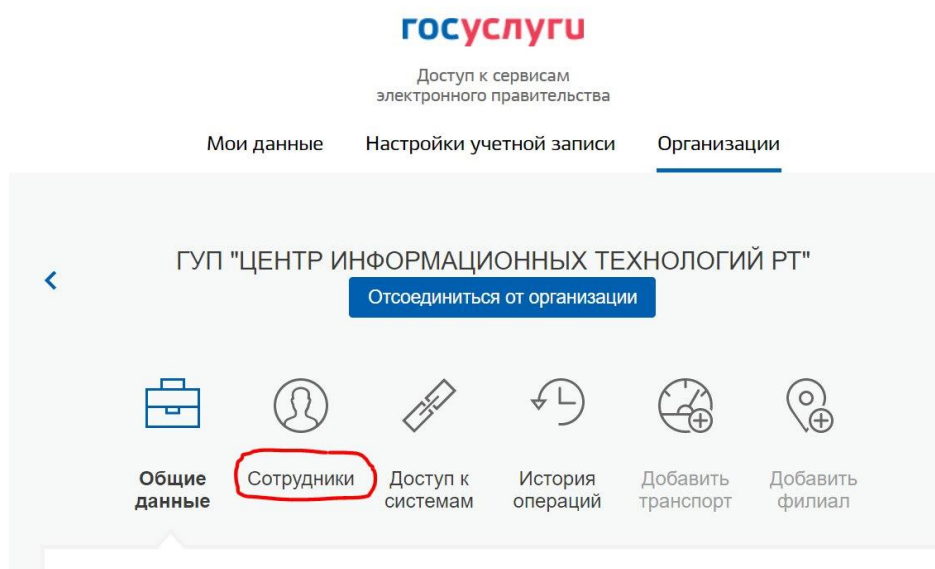 госуслуги
Доступ к сервисам
электронного правительства
Мои данные Настройки учетной записи Организации
ГУП "ЦЕНТР ИНФОРМАЦИОННЫХ ТЕХНОЛОГИЙ РТ"
Отсоединиться от организации
Общие данные
Сотрудники
Доступ к системам
История операций
Добавить транспорт
Добавить филиал